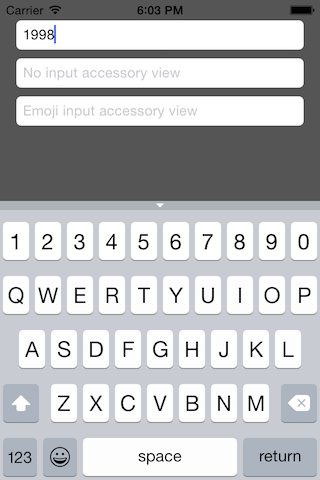 Carrier 6:03 PM
1998
No input accessory view
Emoji input accessory view
1 2 3 4 5 6 7 8 9 0
Q W E R T Y U I O P
A S D F G H J K L
Z X C V B N M
123 space return